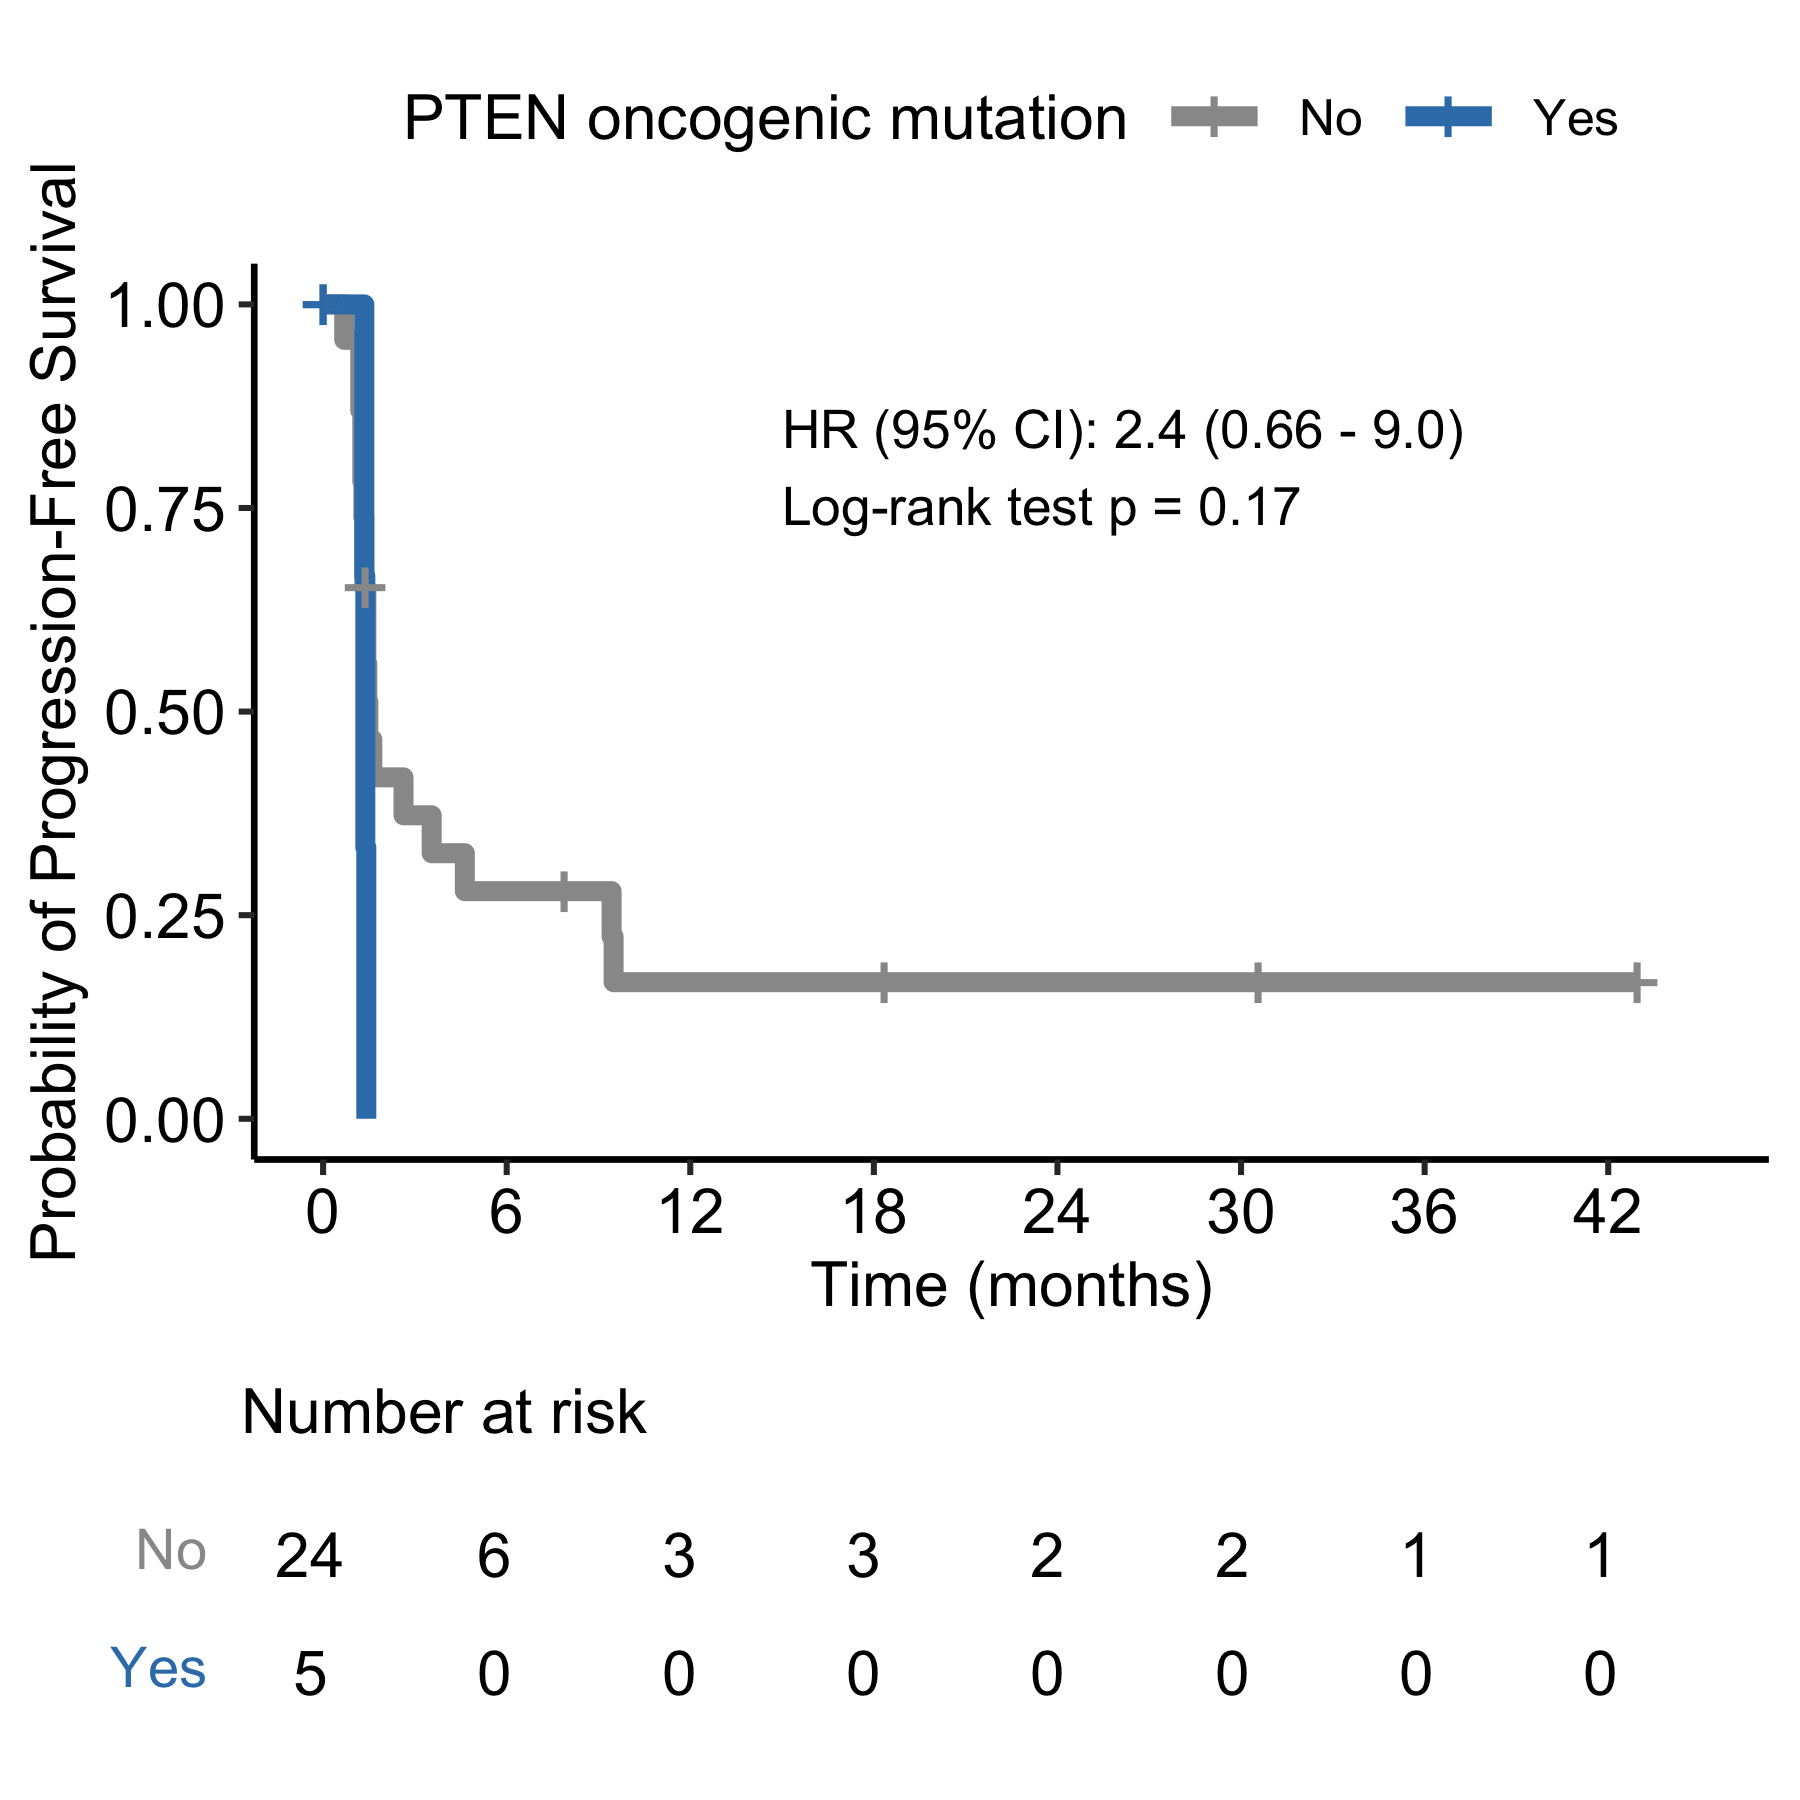 PTEN oncogenic mutation No Yes
Probability of Progression-Free Survival
1.00
0.75
0.50
0.25
0.00
HR (95% CI): 2.4 (0.66 - 9.0)
Log-rank test p = 0.17
0 6 12 18 24 30 36 42
Time (months)
Number at risk
No 24 6 3 3 2 2 1 1
Yes 5 0 0 0 0 0 0 0